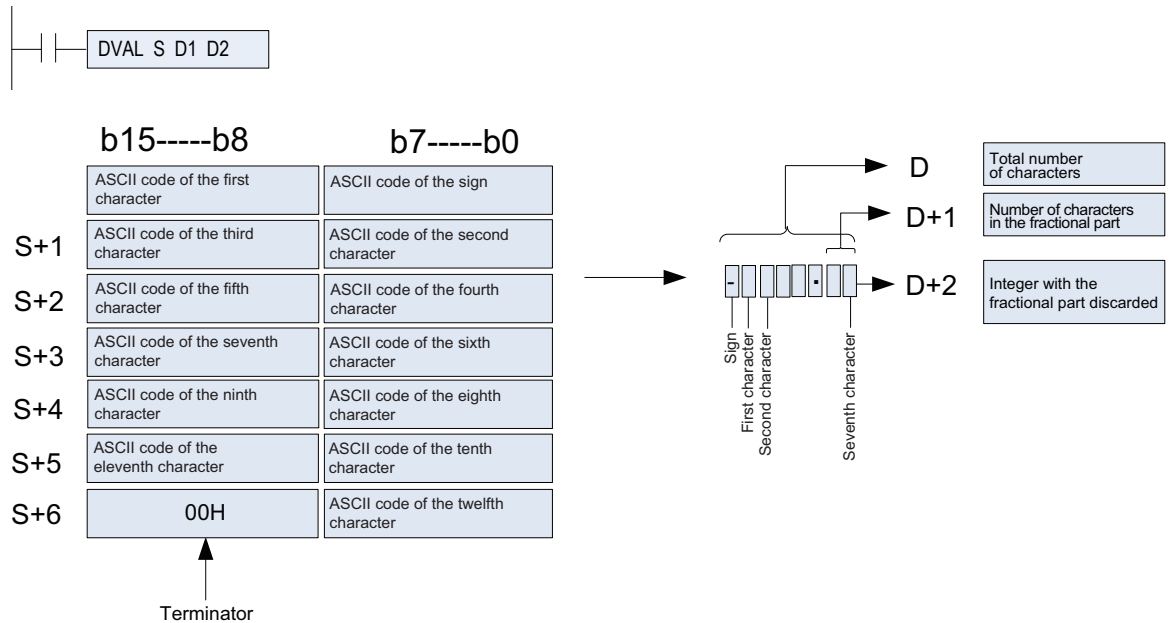 DVAL S D1 D2
b15-----b8
b7-----b0
ASCII code of the first
character
ASCII code of the sign
S+1
ASCII code of the third
character
ASCII code of the second
character
S+2
ASCII code of the fifth
character
ASCII code of the fourth
character
S+3
ASCII code of the seventh
character
ASCII code of the sixth
character
S+4
ASCII code of the ninth
character
ASCII code of the eighth
character
S+5
ASCII code of the
eleventh character
ASCII code of the tenth
character
S+6
00H
ASCII code of the twelfth
character
Terminator
D
Total number
of characters
D+1
Number of characters
in the fractional part
- .
D+2
Integer with the
fractional part discarded
Sign
First character
Second character
Seventh character